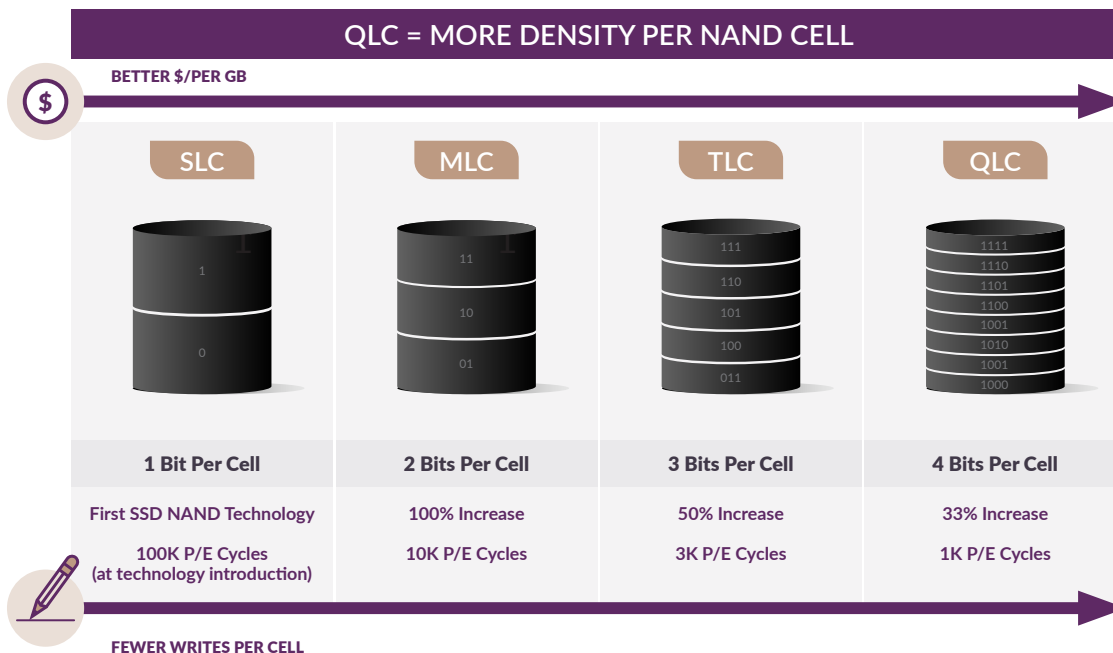 QLC = MORE DENSITY PER NAND CELL
BETTER $/PER GB
$
SLC
MLC
TLC
QLC
1
1
0
1
11
10
01
111
110
101
100
011
1111
1110
1101
1100
1001
1010
1001
1000
1 Bit Per Cell
2 Bits Per Cell
3 Bits Per Cell
4 Bits Per Cell
First SSD NAND Technology
100% Increase
50% Increase
33% Increase
100K P/E Cycles
(at technology introduction)
10K P/E Cycles
3K P/E Cycles
1K P/E Cycles
FEWER WRITES PER CELL